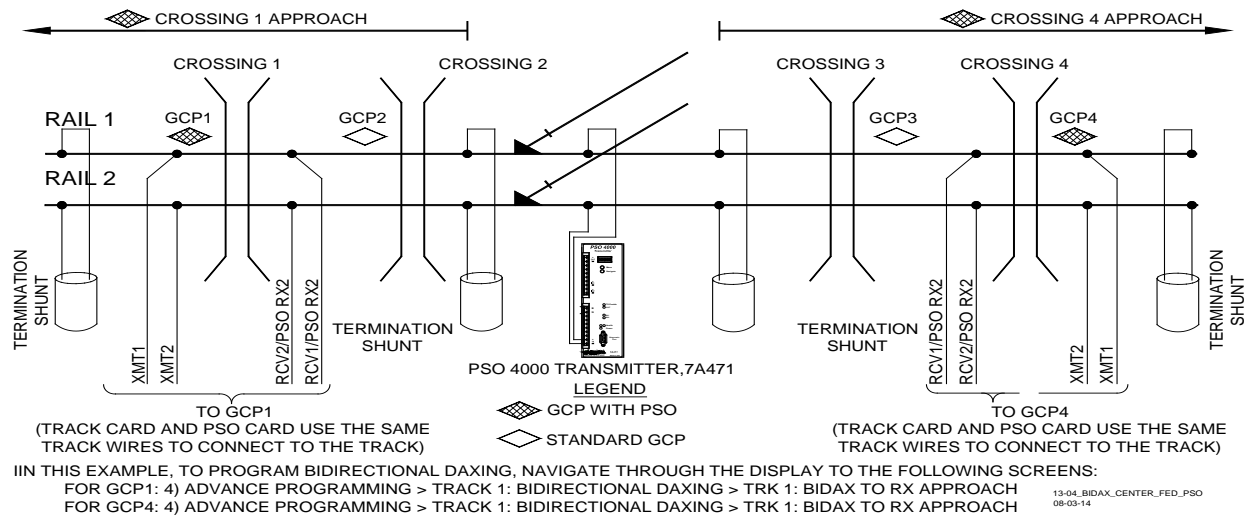 CROSSING 1 APPROACH
CROSSING 4 APPROACH
CROSSING 1
CROSSING 2
CROSSING 3
CROSSING 4
GCP1
GCP2
GCP3
GCP4
RAIL 1
RAIL 2
TERMINATION
SHUNT
XMT1
XMT2
RCV2/PSO RX2
RCV1/PSO RX2
TERMINATION
SHUNT
PSO 4000
PSO 4000 TRANSMITTER,7A471
TERMINATION
SHUNT
RCV1/PSO RX2
RCV2/PSO RX2
XMT2
XMT1
TERMINATION
SHUNT
LEGEND
GCP WITH PSO
STANDARD GCP
TO GCP1
(TRACK CARD AND PSO CARD USE THE SAME
TRACK WIRES TO CONNECT TO THE TRACK)
TO GCP4
(TRACK CARD AND PSO CARD USE THE SAME
TRACK WIRES TO CONNECT TO THE TRACK)
IIN THIS EXAMPLE, TO PROGRAM BIDIRECTIONAL DAXING, NAVIGATE THROUGH THE DISPLAY TO THE FOLLOWING SCREENS:
FOR GCP1: 4) ADVANCE PROGRAMMING > TRACK 1: BIDIRECTIONAL DAXING > TRK 1: BIDAX TO RX APPROACH
FOR GCP4: 4) ADVANCE PROGRAMMING > TRACK 1: BIDIRECTIONAL DAXING > TRK 1: BIDAX TO RX APPROACH
13-04_BIDAX_CENTER_FED_PSO
08-03-14